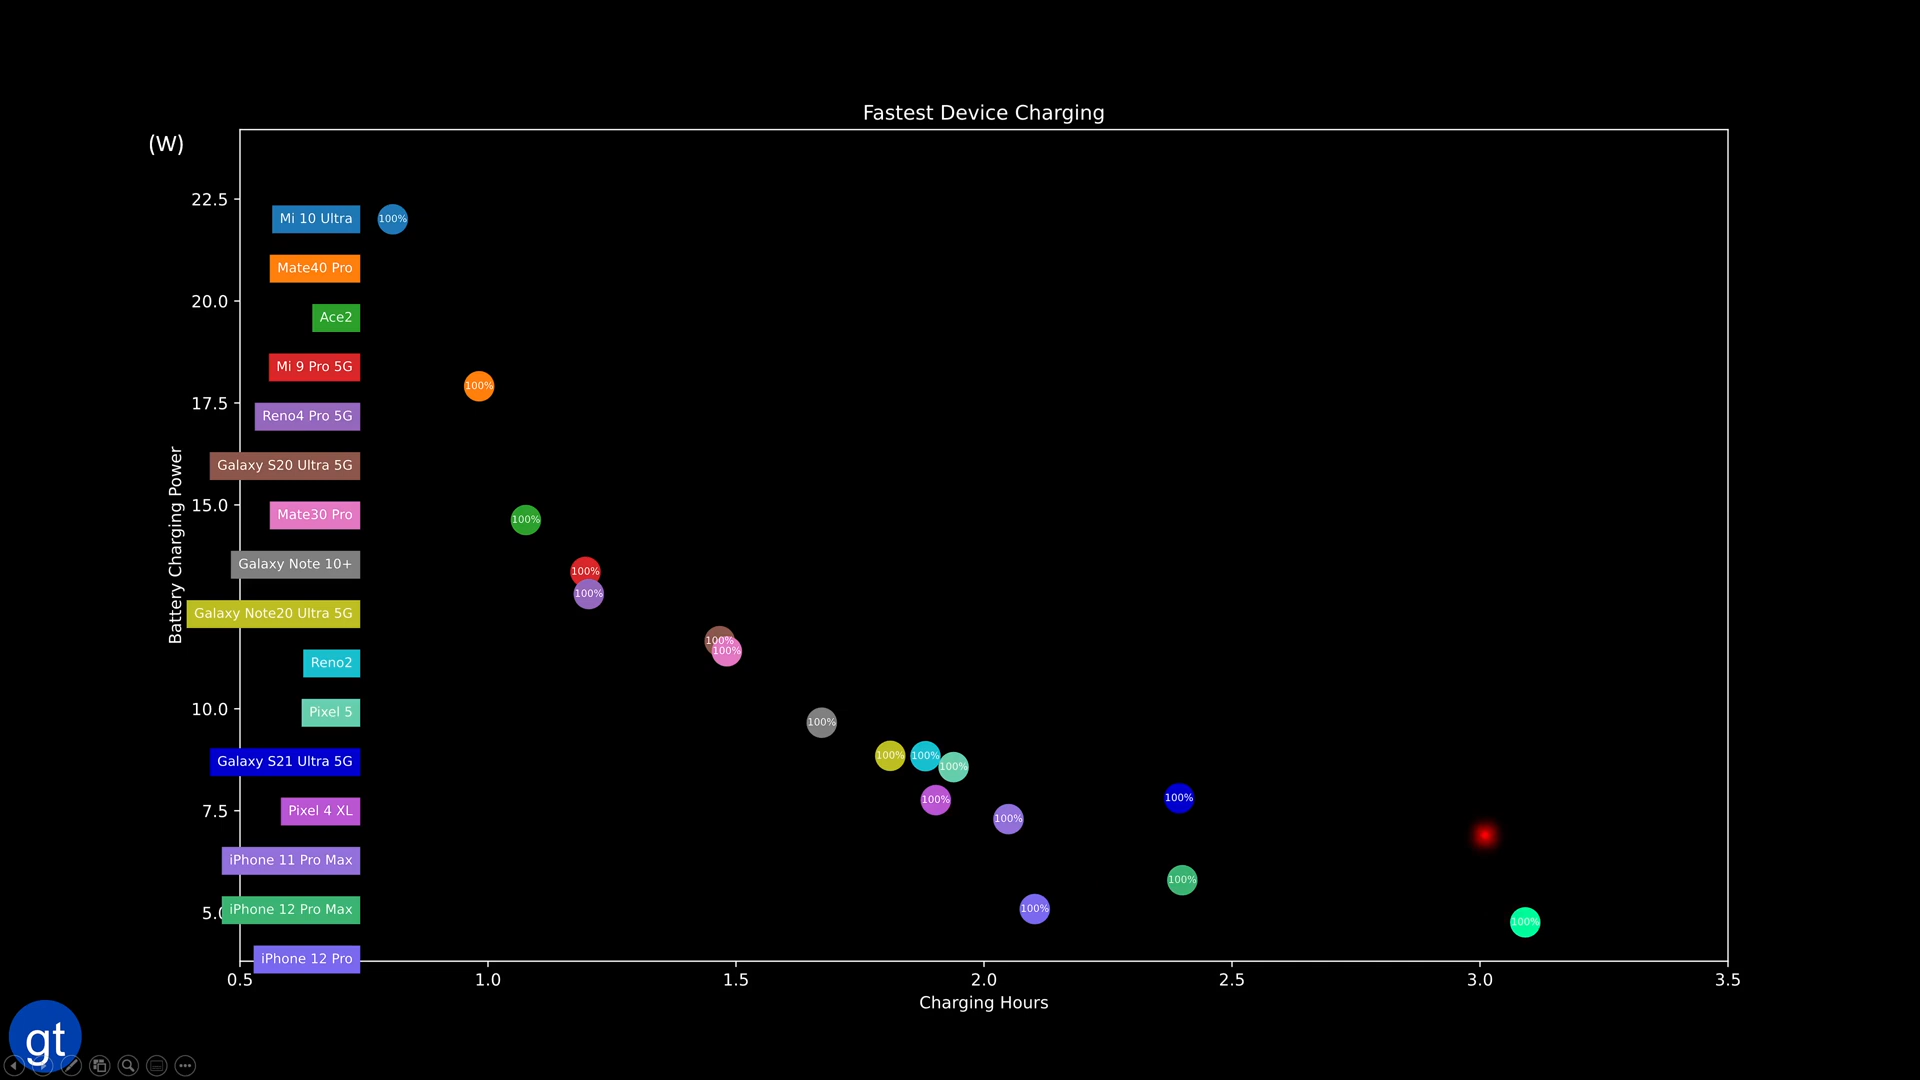 Fastest Device Charging
(W)
22.5
Mi 10 Ultra
100%
Mate40 Pro
20.0
Ace2
Mi 9 Pro 5G
100%
17.5
Reno4 Pro 5G
Galaxy S20 Ultra 5G
Battery Charging Power
15.0
Mate30 Pro
100%
Galaxy Note 10+
100%
100%
Galaxy Note20 Ultra 5G
100%
100%
Reno2
10.0
Pixel 5
100%
100%
100%
100%
Galaxy S21 Ultra 5G
100%
100%
7.5
Pixel 4 XL
100%
iPhone 11 Pro Max
100%
5.0
iPhone 12 Pro Max
100%
100%
iPhone 12 Pro
0.5
1.0
1.5
2.0
2.5
3.0
3.5
Charging Hours
gt